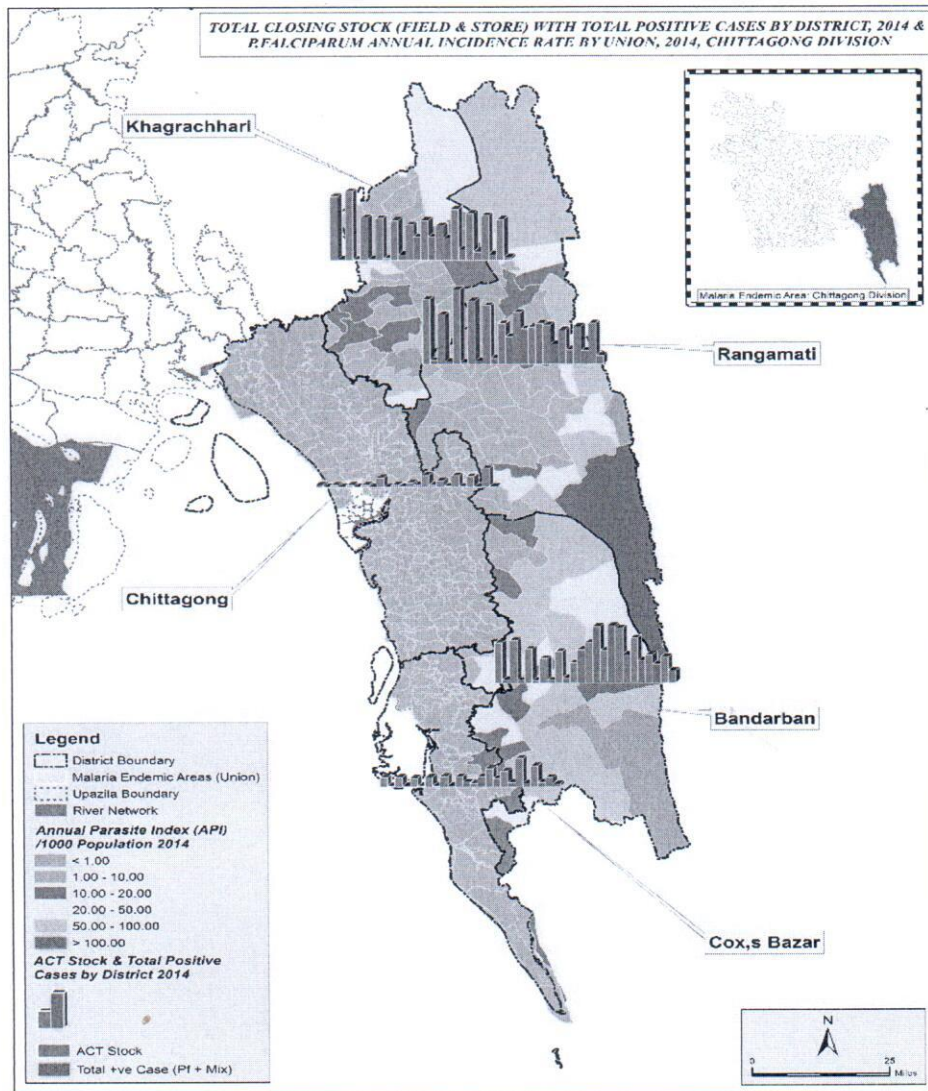 TOTAL CLOSING STOCK (FIELD & STORE) WITH TOTAL POSITIVE CASES BY DISTRICT, 2014 &
P.FALCIPARUM ANNUAL INCIDENCE RATE BY UNION, 2014, CHITTAGONG DIVISION
Khagrachhari
Malaria Endemic Area: Chittagong Division
Rangamati
Chittagong
Bandarban
Cox,s Bazar
Legend
District Boundary
Malaria Endemic Areas (Union)
Upazila Boundary
River Network
Annual Parasite Index (API)
/1000 Population 2014
< 1.00
1.00 - 10.00
10.00 - 20.00
20.00 - 50.00
50.00 - 100.00
> 100.00
ACT Stock & Total Positive
Cases by District 2014
ACT Stock
Total +ve Case (Pf + Mix)
N
0 25
Miles